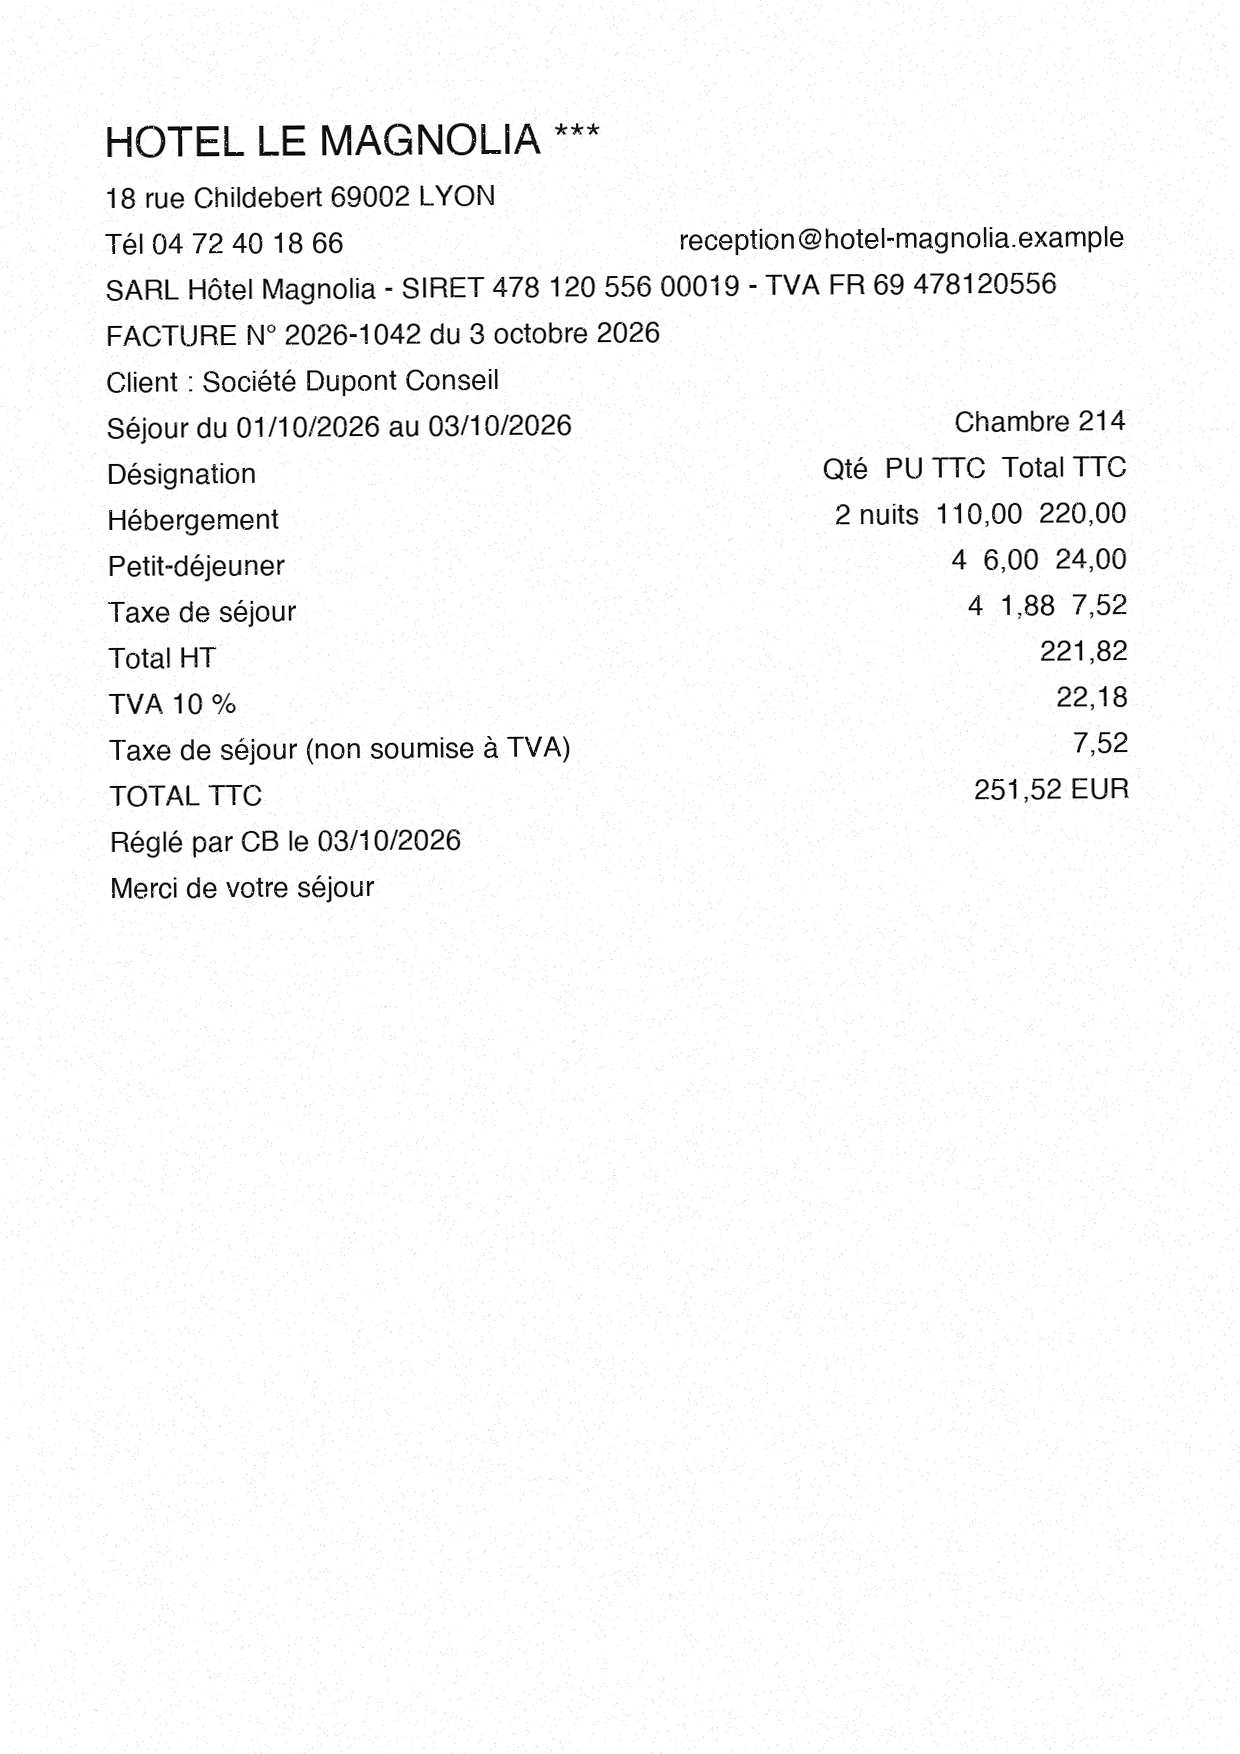 HOTEL LE MAGNOLIA ***
18 rue Childebert 69002 LYON
Tél 04 72 40 18 66 reception@hotel-magnolia.example
SARL Hôtel Magnolia - SIRET 478 120 556 00019 - TVA FR 69 478120556
FACTURE N° 2026-1042 du 3 octobre 2026
Client : Société Dupont Conseil
Séjour du 01/10/2026 au 03/10/2026 Chambre 214
Désignation Qté PU TTC Total TTC
Hébergement 2 nuits 110,00 220,00
Petit-déjeuner 4 6,00 24,00
Taxe de séjour 4 1,88 7,52
Total HT 221,82
TVA 10 % 22,18
Taxe de séjour (non soumise à TVA) 7,52
TOTAL TTC 251,52 EUR
Réglé par CB le 03/10/2026
Merci de votre séjour